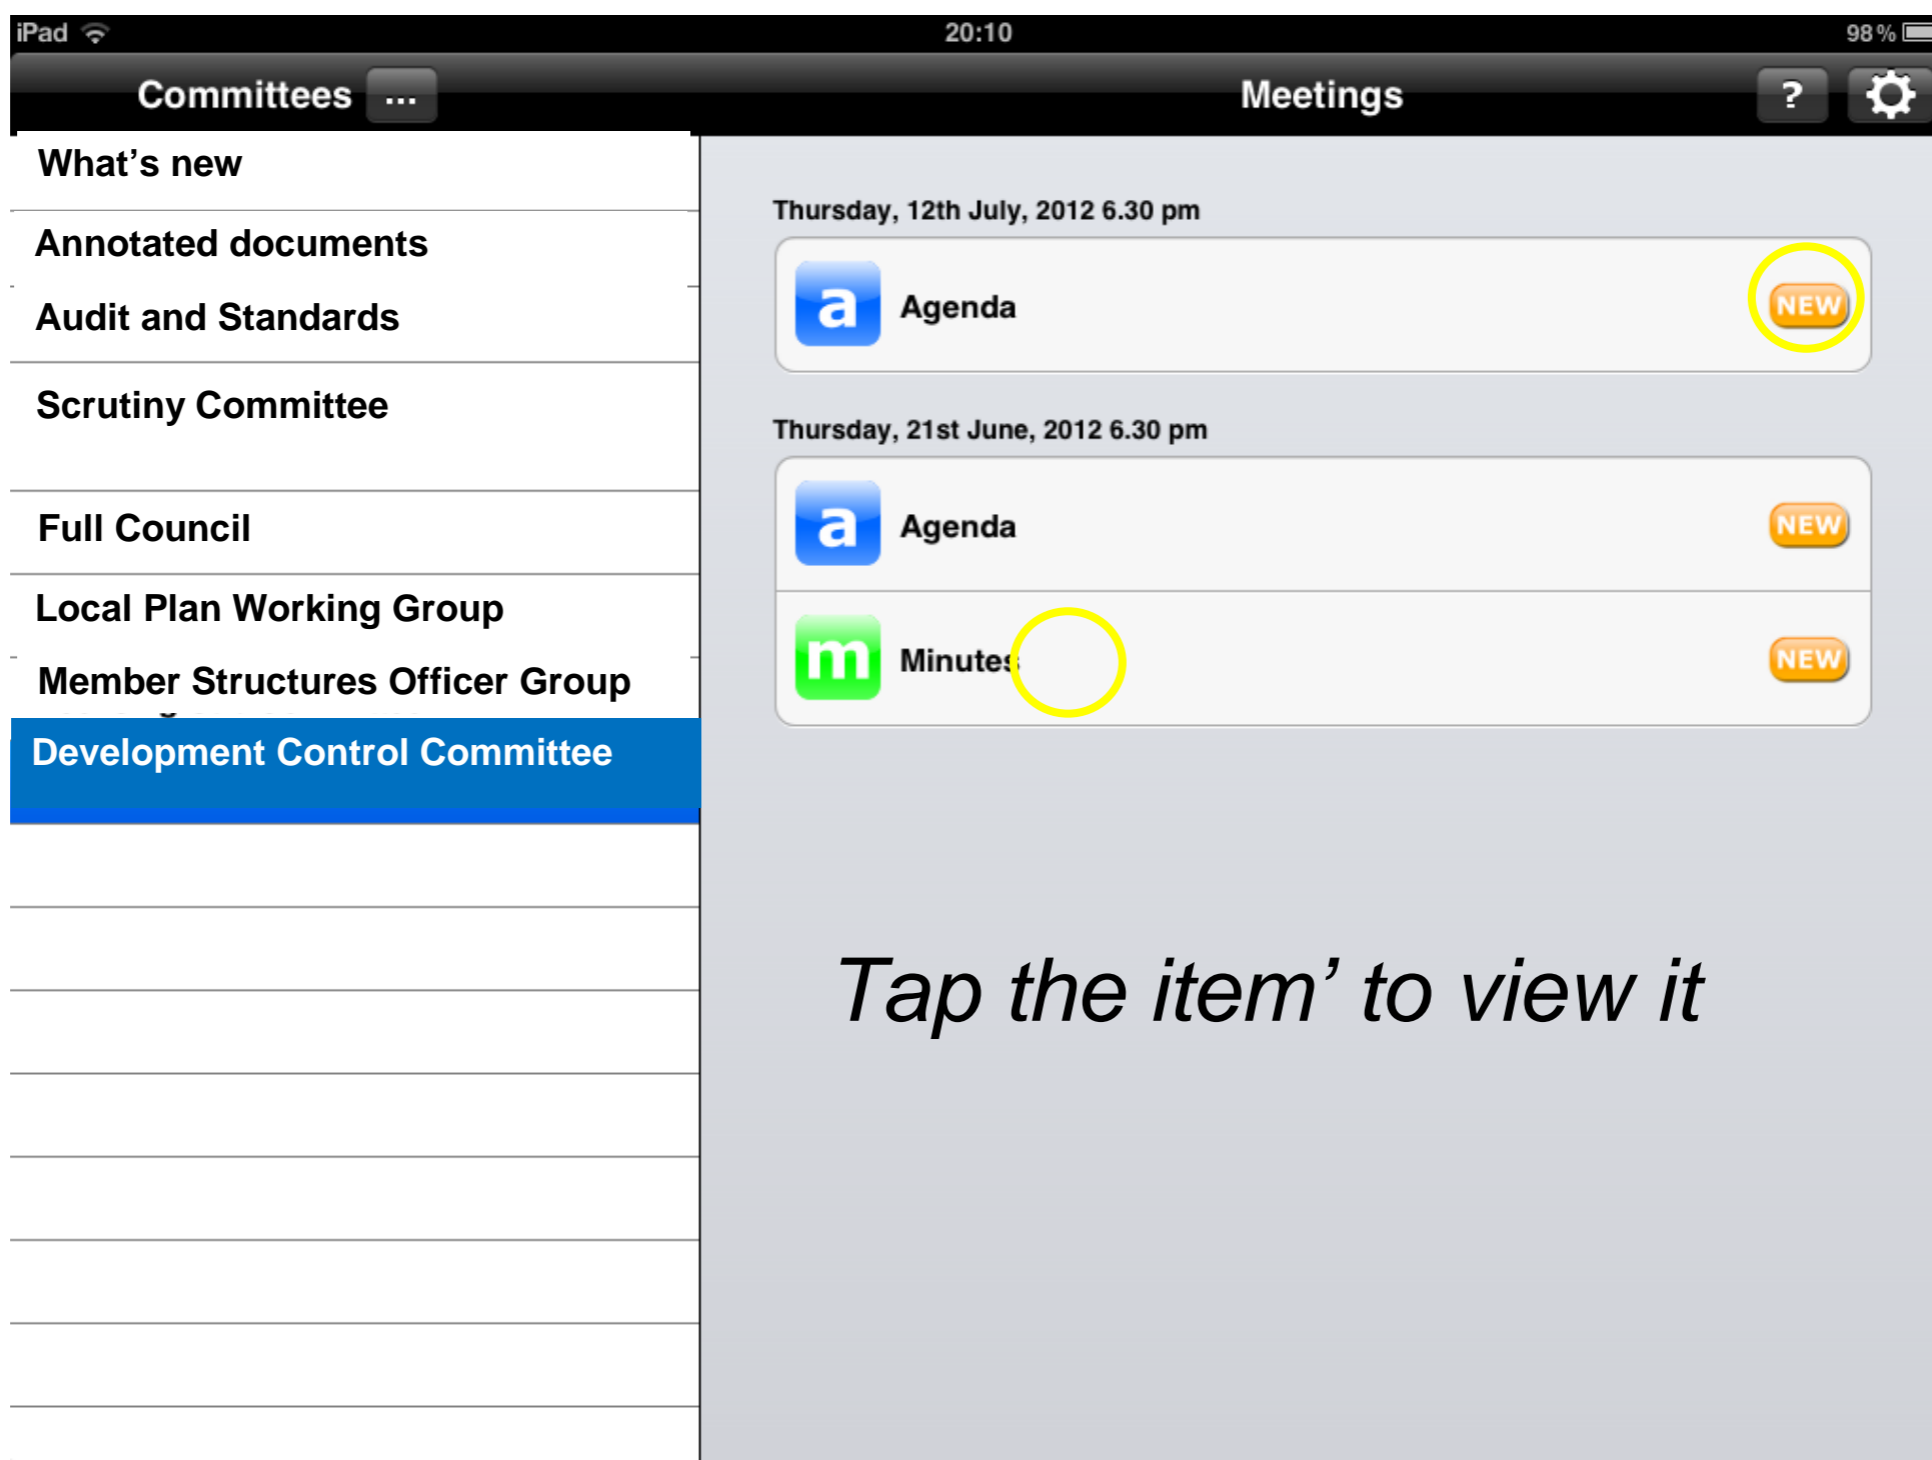 iPad 20:10 98%
Committees ... Meetings ?
What’s new
Annotated documents
Audit and Standards
Scrutiny Committee
Full Council
Local Plan Working Group
Member Structures Officer Group
Development Control Committee
Thursday, 12th July, 2012 6.30 pm
a Agenda NEW
Thursday, 21st June, 2012 6.30 pm
a Agenda NEW
m Minutes NEW
Tap the item’ to view it